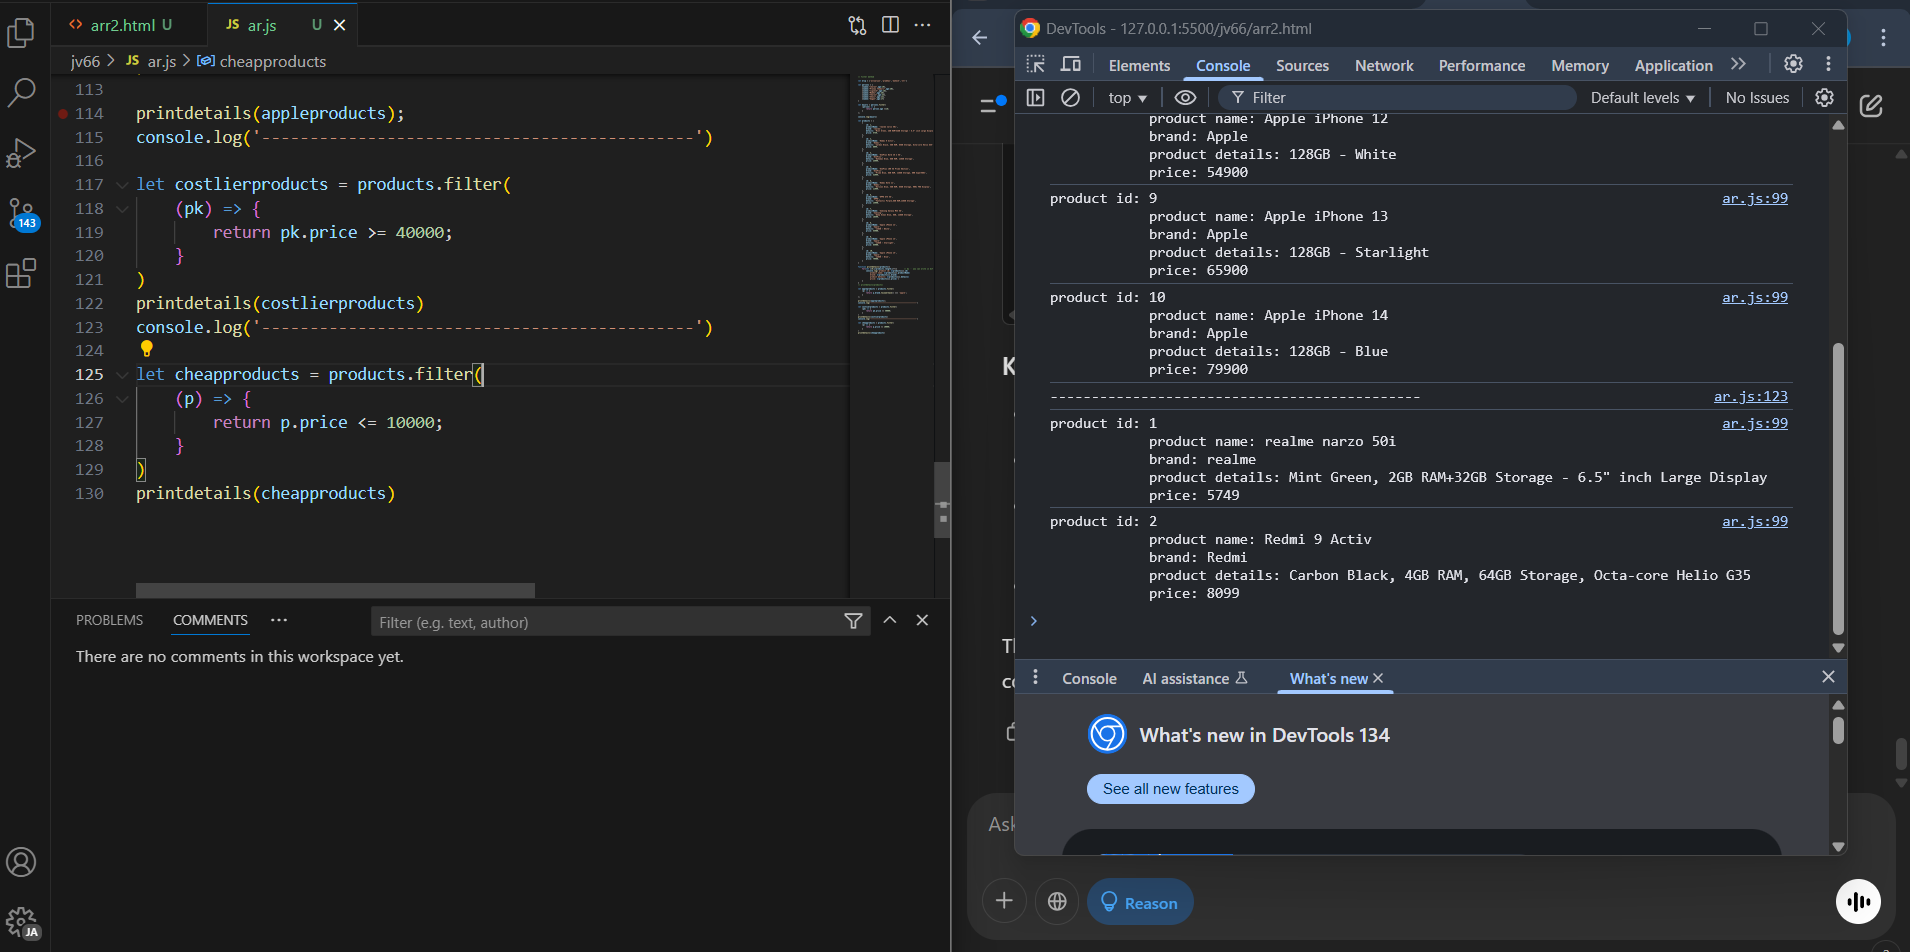 <> arr2.html U
JS ar.js U
jv66 > JS ar.js > cheapproducts
113
114 printdetails(appleproducts);
115 console.log('---------------------------------------------')
116
117 let costlierproducts = products.filter(
118 (pk) => {
119 return pk.price >= 40000;
120 }
121 )
122 printdetails(costlierproducts)
123 console.log('---------------------------------------------')
124
125 let cheapproducts = products.filter(
126 (p) => {
127 return p.price <= 10000;
128 }
129 )
130 printdetails(cheapproducts)
143
PROBLEMS COMMENTS ...
Filter (e.g. text, author)
There are no comments in this workspace yet.
JA
DevTools - 127.0.0.1:5500/jv66/arr2.html
Elements Console Sources Network Performance Memory Application
top Filter Default levels No Issues
product name: Apple iPhone 12
brand: Apple
product details: 128GB - White
price: 54900
product id: 9 ar.js:99
product name: Apple iPhone 13
brand: Apple
product details: 128GB - Starlight
price: 65900
product id: 10 ar.js:99
product name: Apple iPhone 14
brand: Apple
product details: 128GB - Blue
price: 79900
--------------------------------------------- ar.js:123
product id: 1 ar.js:99
product name: realme narzo 50i
brand: realme
product details: Mint Green, 2GB RAM+32GB Storage - 6.5" inch Large Display
price: 5749
product id: 2 ar.js:99
product name: Redmi 9 Activ
brand: Redmi
product details: Carbon Black, 4GB RAM, 64GB Storage, Octa-core Helio G35
price: 8099
>
Console AI assistance What's new
What's new in DevTools 134
See all new features
Ask
Reason